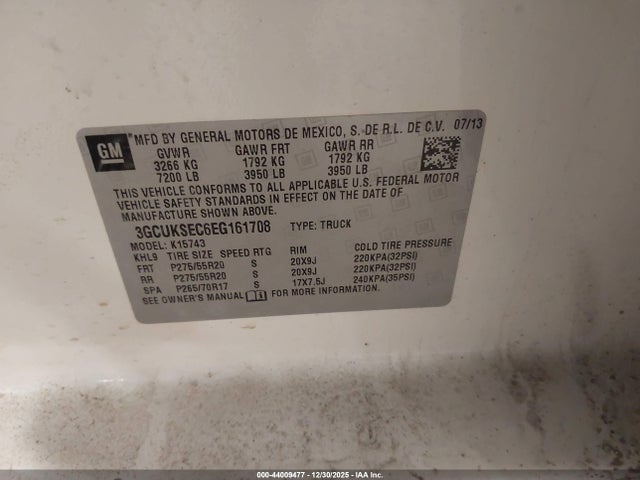 GM
MFD BY GENERAL MOTORS DE MEXICO, S. DE R.L. DE C.V. 07/13
GVWR GAWR FRT GAWR RR
3266 KG 1792 KG 1792 KG
7200 LB 3950 LB 3950 LB
THIS VEHICLE CONFORMS TO ALL APPLICABLE U.S. FEDERAL MOTOR
VEHICLE SAFETY STANDARDS IN EFFECT ON THE DATE OF
MANUFACTURE SHOWN ABOVE.
3GCUKSEC6EG161708 TYPE: TRUCK
MODEL: K15743
KHL9 TIRE SIZE SPEED RTG RIM COLD TIRE PRESSURE
FRT P275/55R20 S 20X9J 220KPA(32PSI)
RR P275/55R20 S 20X9J 220KPA(32PSI)
SPA P265/70R17 S 17X7.5J 240KPA(35PSI)
SEE OWNER'S MANUAL FOR MORE INFORMATION.
000-44009477 - 12/30/2025 - IAA Inc.